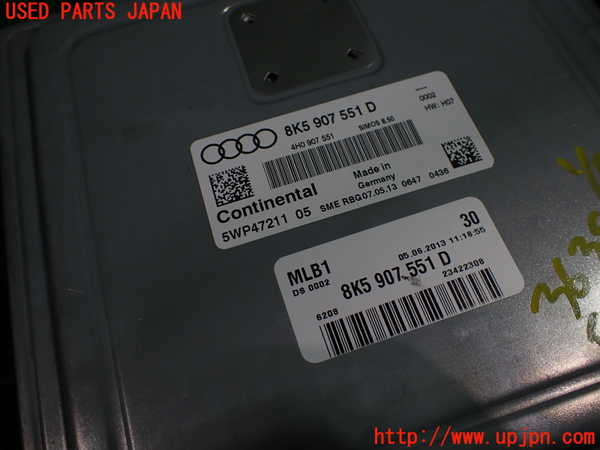 USED PARTS JAPAN
8K5 907 551 D
4H0 907 551
SIMOS 8.50
0002
HW: H07
Made in
Germany
Continental
5WP47211 05 SME RBG07.05.13 0647 0436
MLB1
DS 0002
05.06.2013 11:18:55
30
8K5 907 551 D
6208
23422308
http://www.upjpn.com/